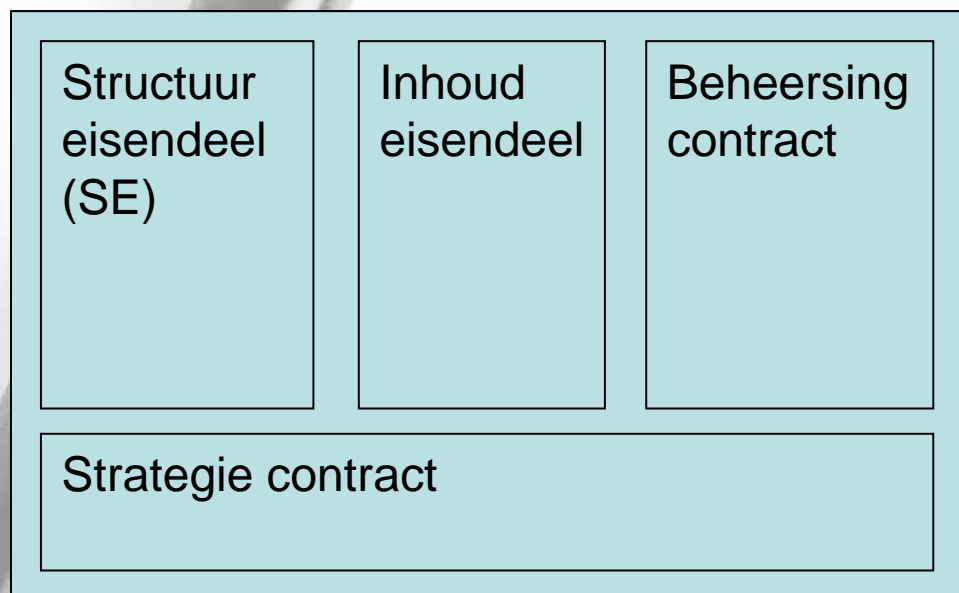 Structuur
eisendeel
(SE)
Inhoud
eisendeel
Beheersing
contract
Strategie contract